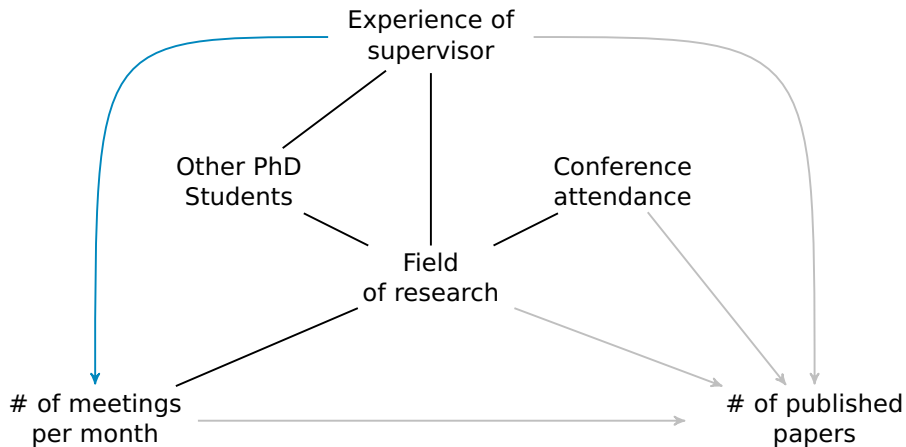 Experience of
supervisor
Other PhD
Students
Conference
attendance
Field
of research
# of meetings
per month
# of published
papers